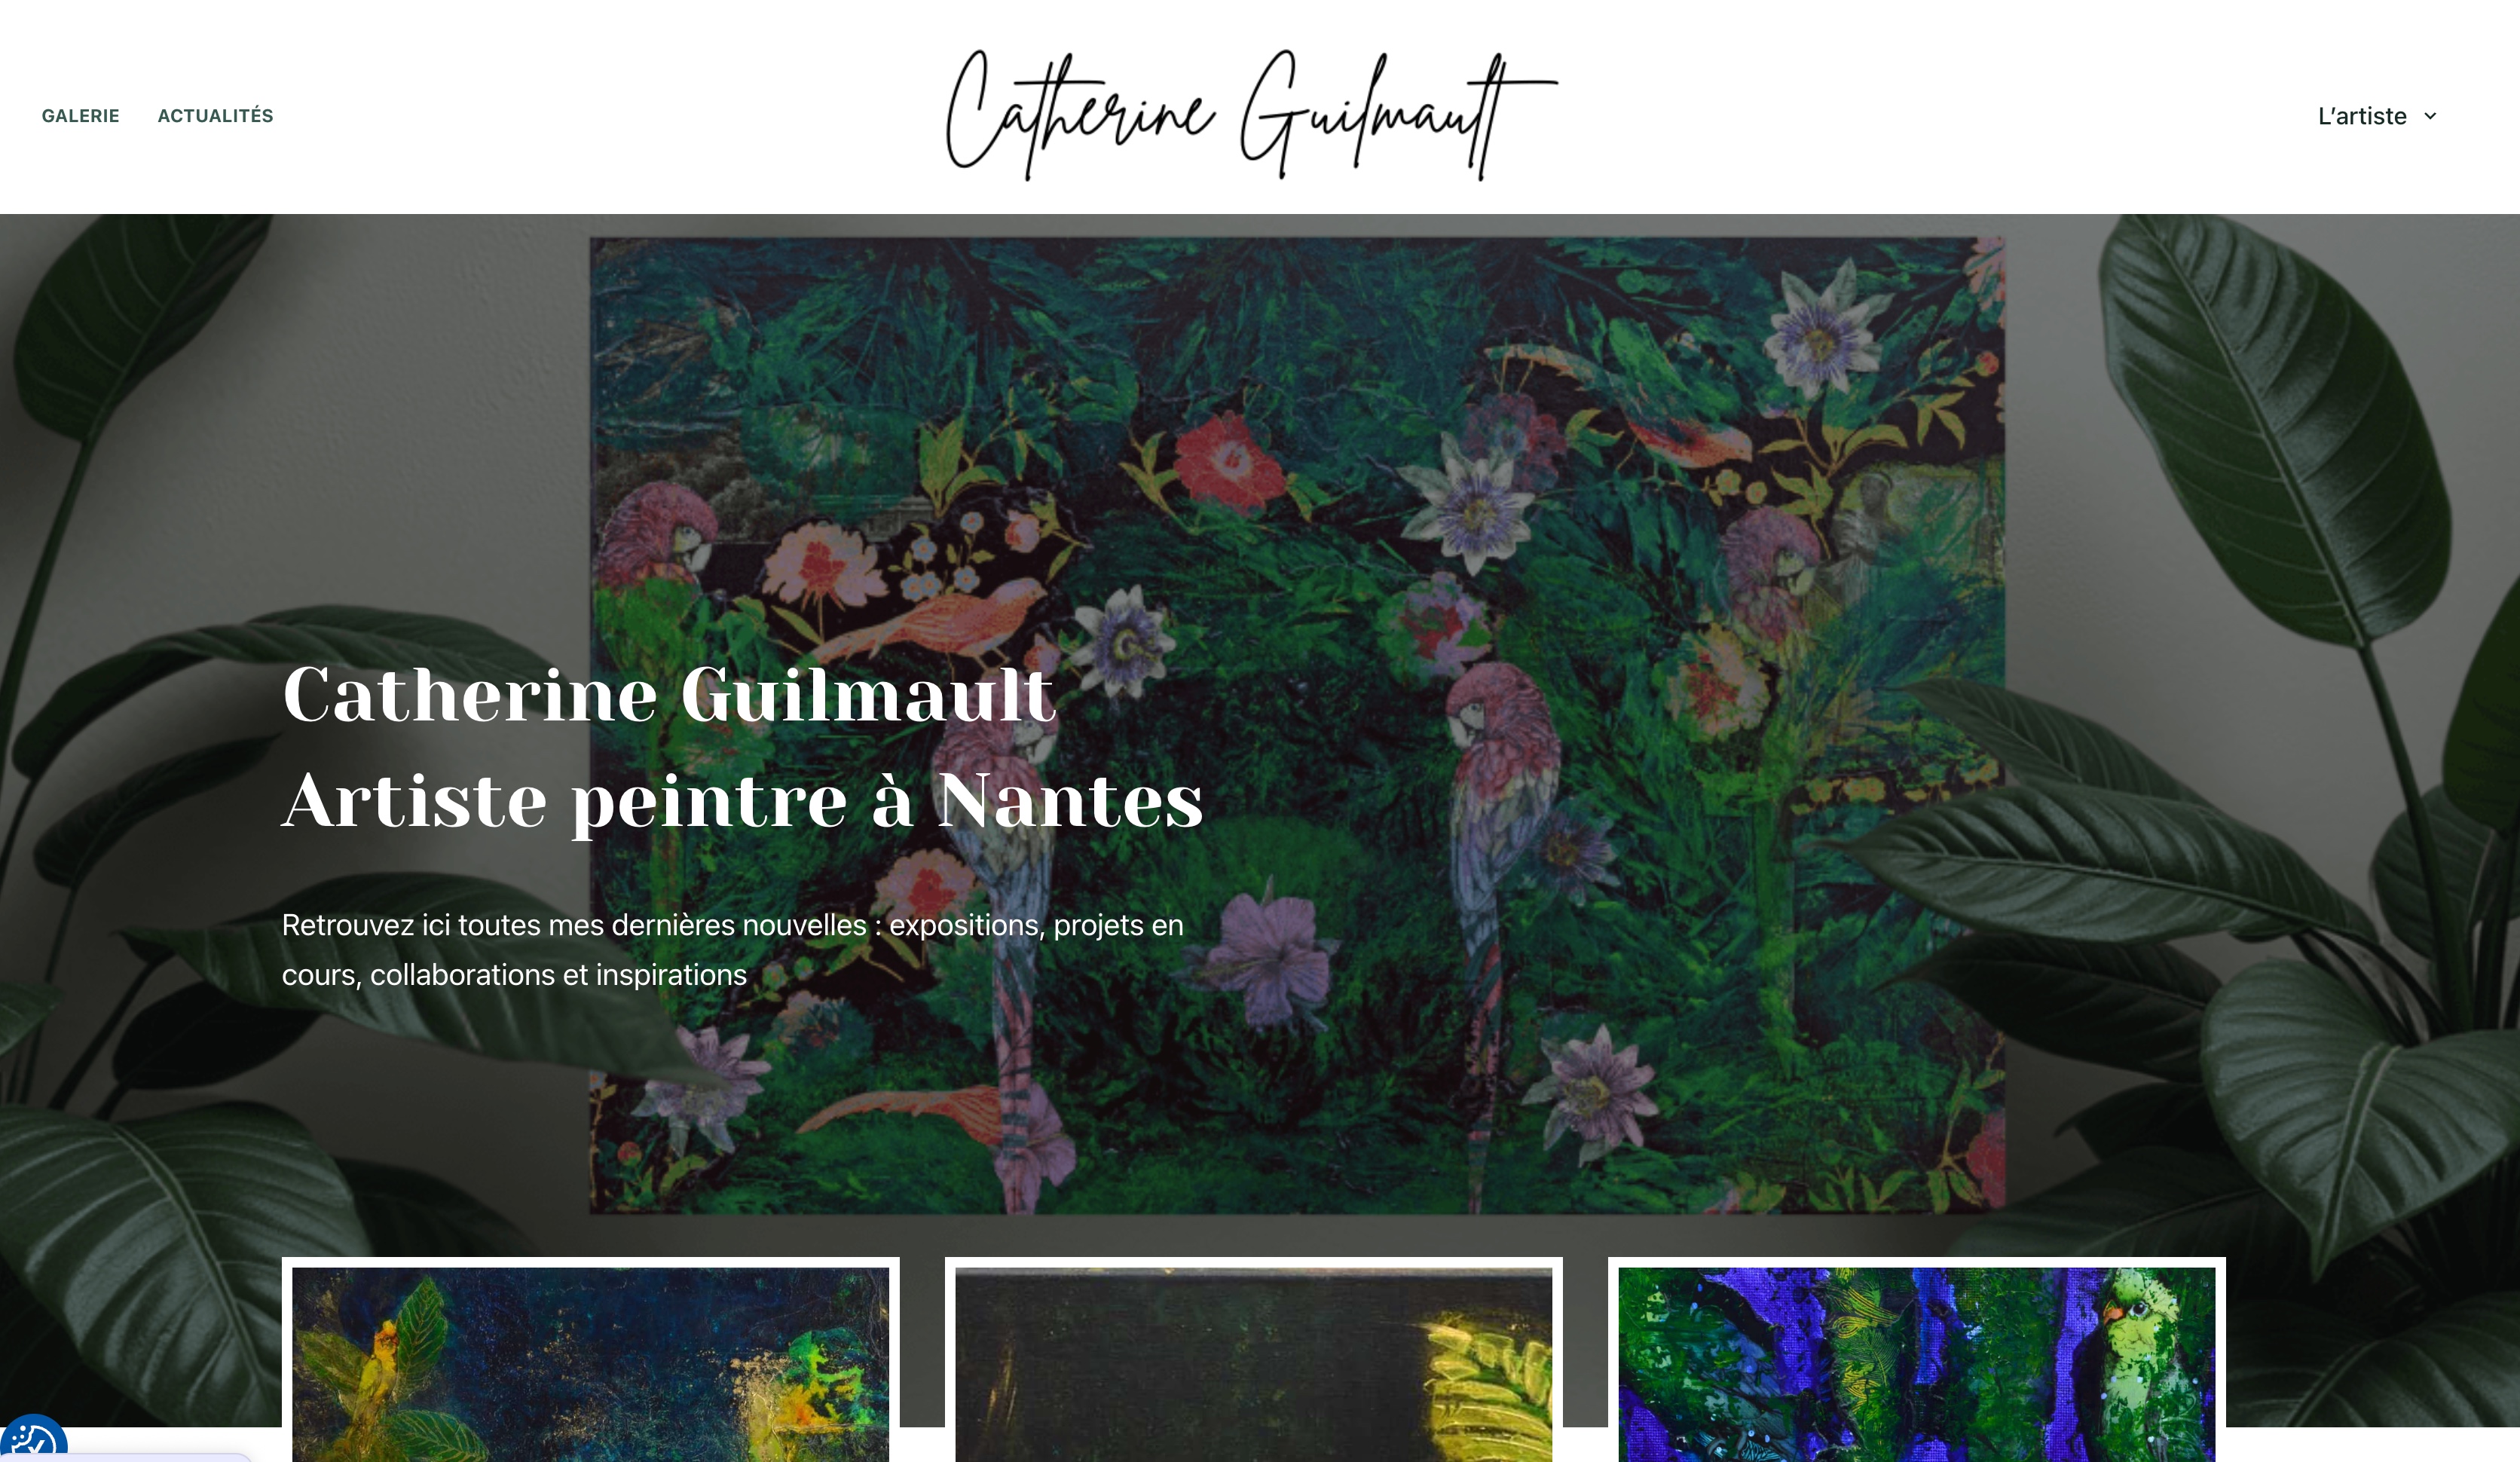 GALERIE ACTUALITÉS
Catherine Guilmault
L’artiste
Catherine Guilmault
Artiste peintre à Nantes
Retrouvez ici toutes mes dernières nouvelles : expositions, projets en
cours, collaborations et inspirations